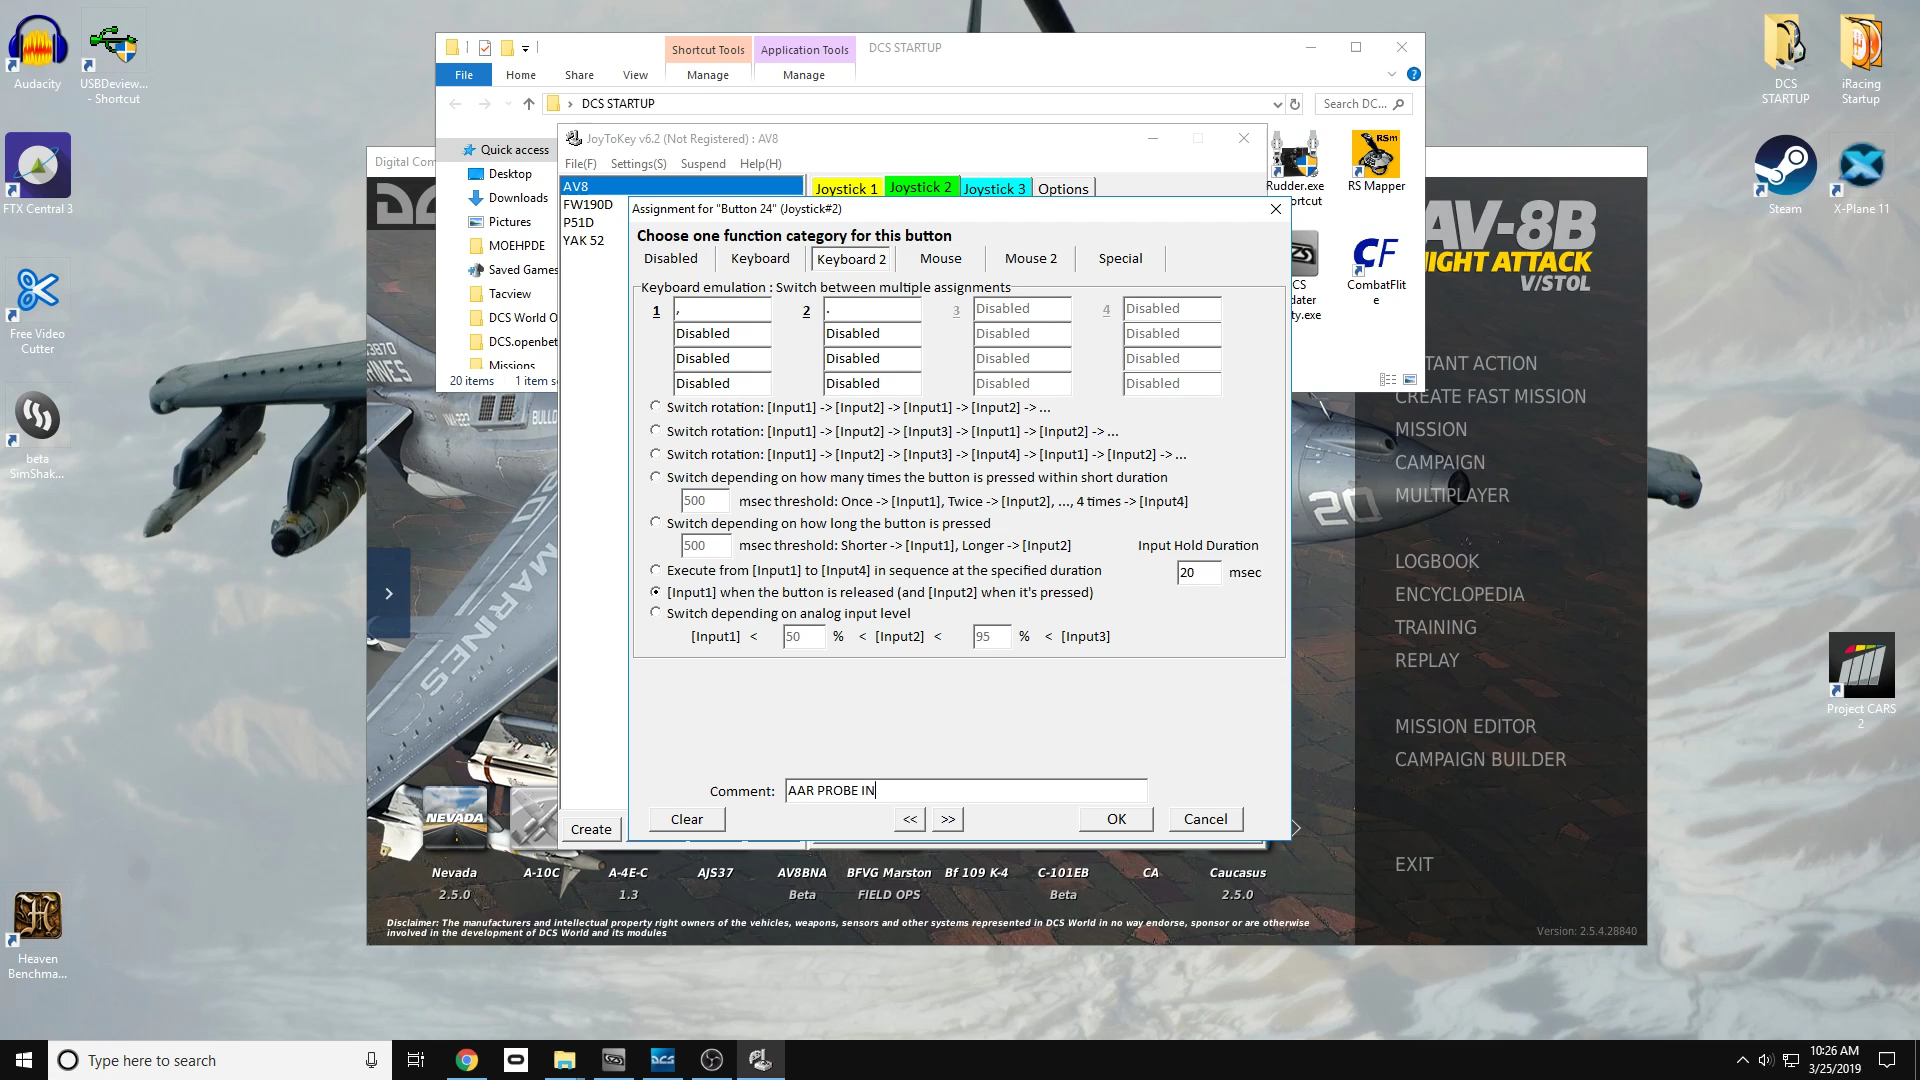 Audacity
USBDeview...
- Shortcut
FTX Central 3
Free Video
Cutter
beta
SimShak...
Heaven
Benchma...
DCS
STARTUP
iRacing
Startup
Steam
X-Plane 11
Project CARS
2
Shortcut Tools
Application Tools
DCS STARTUP
File
Home
Share
View
Manage
Manage
DCS STARTUP
Search DC...
Quick access
Desktop
Downloads
Pictures
MOEHPDE
Saved Games
Tacview
DCS World O
DCS.openbet
Missions
20 items
1 item s
Rudder.exe
ortcut
RS Mapper
CS
dater
ty.exe
CombatFlit
e
Digital Com
JoyToKey v6.2 (Not Registered) : AV8
File(F)
Settings(S)
Suspend
Help(H)
AV8
FW190D
P51D
YAK 52
Joystick 1
Joystick 2
Joystick 3
Options
Create
Assignment for "Button 24" (Joystick#2)
Choose one function category for this button
Disabled
Keyboard
Keyboard 2
Mouse
Mouse 2
Special
Keyboard emulation : Switch between multiple assignments
1 , 2 . 3 Disabled 4 Disabled
Disabled Disabled Disabled Disabled
Disabled Disabled Disabled Disabled
Disabled Disabled Disabled Disabled
Switch rotation: [Input1] -> [Input2] -> [Input1] -> [Input2] -> ...
Switch rotation: [Input1] -> [Input2] -> [Input3] -> [Input1] -> [Input2] -> ...
Switch rotation: [Input1] -> [Input2] -> [Input3] -> [Input4] -> [Input1] -> [Input2] -> ...
Switch depending on how many times the button is pressed within short duration
500 msec threshold: Once -> [Input1], Twice -> [Input2], ..., 4 times -> [Input4]
Switch depending on how long the button is pressed
500 msec threshold: Shorter -> [Input1], Longer -> [Input2]
Input Hold Duration
Execute from [Input1] to [Input4] in sequence at the specified duration
20 msec
[Input1] when the button is released (and [Input2] when it's pressed)
Switch depending on analog input level
[Input1] < 50 % < [Input2] < 95 % < [Input3]
Comment: AAR PROBE IN
Clear
<<
>>
OK
Cancel
AV-8B
IGHT ATTACK
V/STOL
TANT ACTION
CREATE FAST MISSION
MISSION
CAMPAIGN
MULTIPLAYER
LOGBOOK
ENCYCLOPEDIA
TRAINING
REPLAY
MISSION EDITOR
CAMPAIGN BUILDER
EXIT
MARINES
20
NEVADA
Nevada
2.5.0
A-10C
A-4E-C
1.3
AJS37
AV8BNA
Beta
BFVG Marston
FIELD OPS
Bf 109 K-4
C-101EB
Beta
CA
Caucasus
2.5.0
Disclaimer: The manufacturers and intellectual property right owners of the vehicles, weapons, sensors and other systems represented in DCS World in no way endorse, sponsor or are otherwise
involved in the development of DCS World and its modules
Version: 2.5.4.28840
Type here to search
10:26 AM
3/25/2019